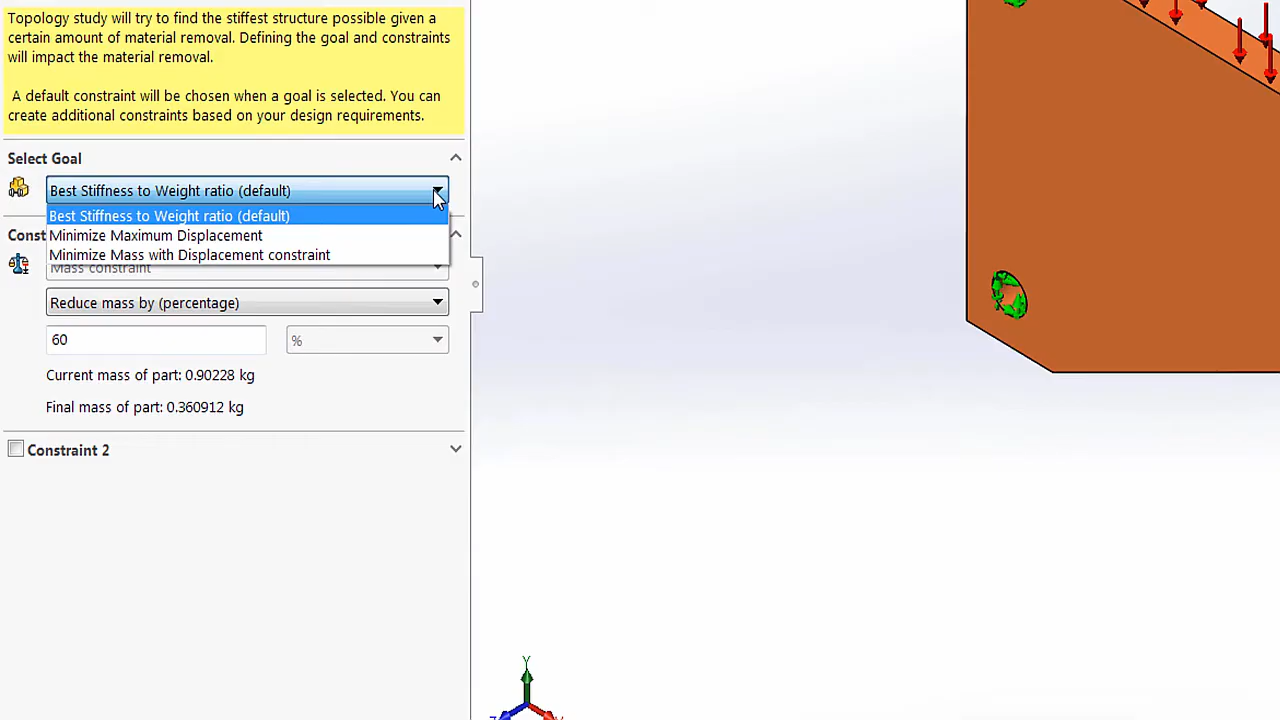 Topology study will try to find the stiffest structure possible given a
certain amount of material removal. Defining the goal and constraints
will impact the material removal.
A default constraint will be chosen when a goal is selected. You can
create additional constraints based on your design requirements.
Select Goal
Best Stiffness to Weight ratio (default)
Best Stiffness to Weight ratio (default)
Minimize Maximum Displacement
Const
Minimize Mass with Displacement constraint
Mass constraint
Reduce mass by (percentage)
60 %
Current mass of part: 0.90228 kg
Final mass of part: 0.360912 kg
Constraint 2
Y